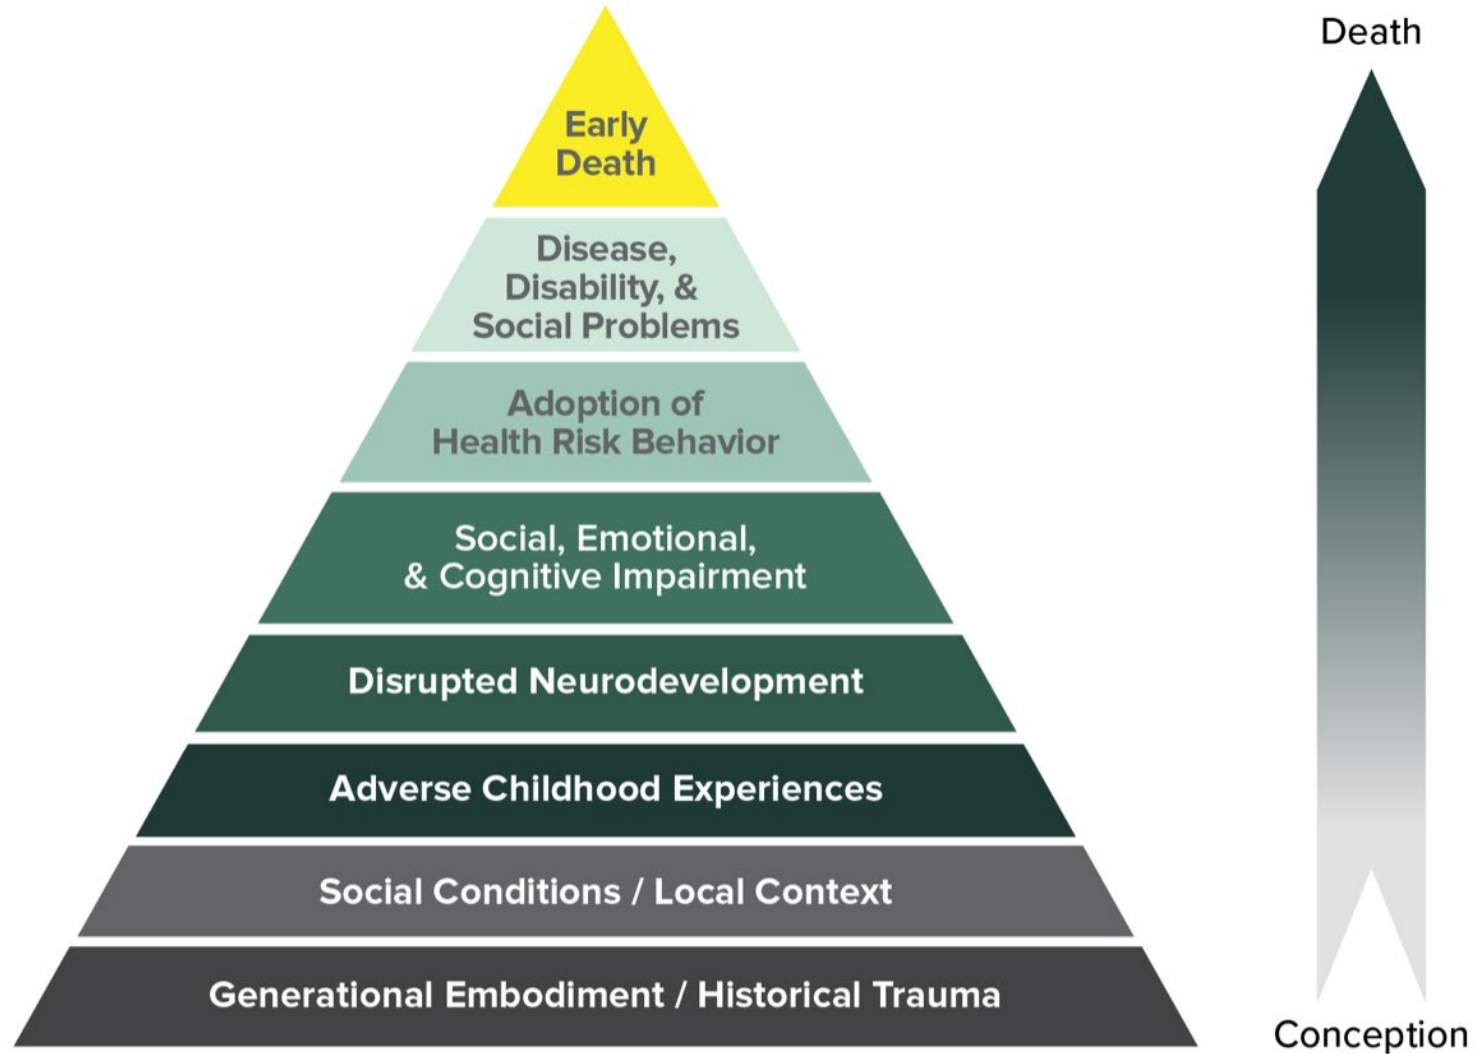 Death
Early
Death
Disease,
Disability, &
Social Problems
Adoption of
Health Risk Behavior
Social, Emotional,
& Cognitive Impairment
Disrupted Neurodevelopment
Adverse Childhood Experiences
Social Conditions / Local Context
Generational Embodiment / Historical Trauma
Conception